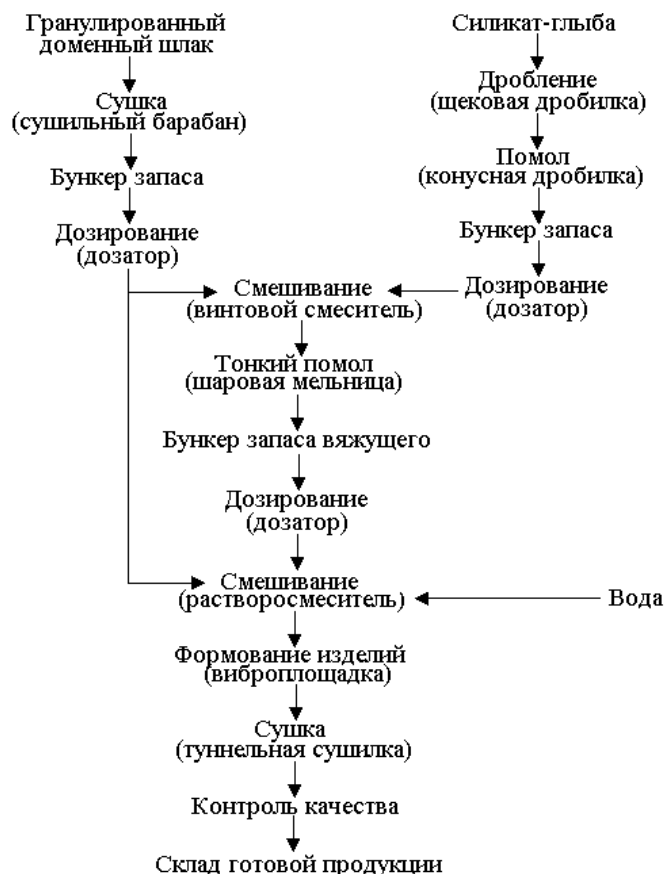 Гранулированный
доменный шлак
Сушка
(сушильный барабан)
Бункер запаса
Дозирование
(дозатор)
Силикат-глыба
Дробление
(щековая дробилка)
Помол
(конусная дробилка)
Бункер запаса
Дозирование
(дозатор)
Смешивание
(винтовой смеситель)
Тонкий помол
(шаровая мельница)
Бункер запаса вяжущего
Дозирование
(дозатор)
Смешивание
(растворосмеситель)
Вода
Формование изделий
(виброплощадка)
Сушка
(туннельная сушилка)
Контроль качества
Склад готовой продукции